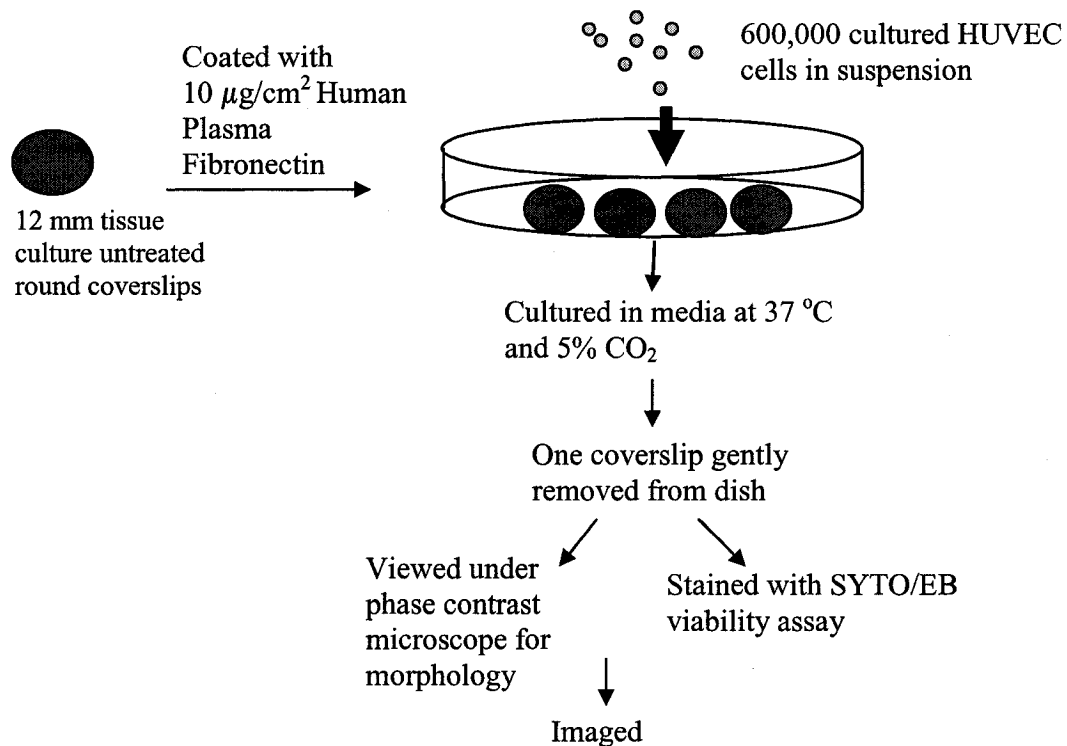 600,000 cultured HUVEC
cells in suspension
Coated with
10 µg/cm² Human
Plasma
Fibronectin
12 mm tissue
culture untreated
round coverslips
Cultured in media at 37 °C
and 5% CO₂
One coverslip gently
removed from dish
Viewed under
phase contrast
microscope for
morphology
Stained with SYTO/EB
viability assay
Imaged